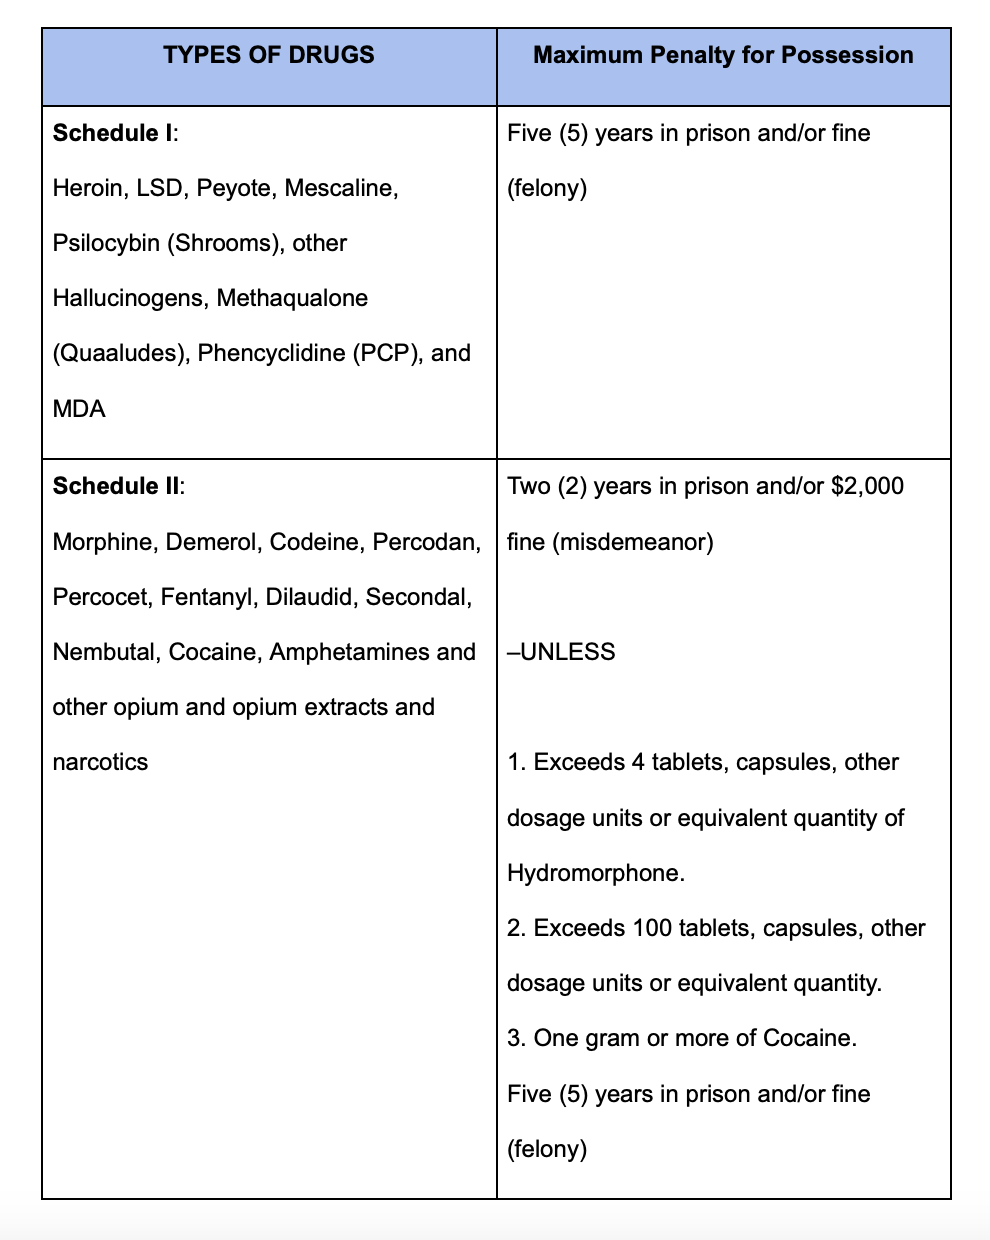 TYPES OF DRUGS
Maximum Penalty for Possession
Schedule I:
Heroin, LSD, Peyote, Mescaline,
Psilocybin (Shrooms), other
Hallucinogens, Methaqualone
(Quaaludes), Phencyclidine (PCP), and
MDA
Five (5) years in prison and/or fine
(felony)
Schedule II:
Morphine, Demerol, Codeine, Percodan,
Percocet, Fentanyl, Dilaudid, Secondal,
Nembutal, Cocaine, Amphetamines and
other opium and opium extracts and
narcotics
Two (2) years in prison and/or $2,000
fine (misdemeanor)
–UNLESS
1. Exceeds 4 tablets, capsules, other
dosage units or equivalent quantity of
Hydromorphone.
2. Exceeds 100 tablets, capsules, other
dosage units or equivalent quantity.
3. One gram or more of Cocaine.
Five (5) years in prison and/or fine
(felony)